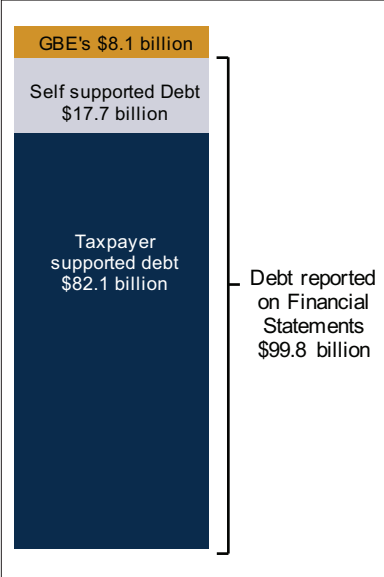 GBE's $8.1 billion
Self supported Debt
$17.7 billion
Taxpayer
supported debt
$82.1 billion
Debt reported
on Financial
Statements
$99.8 billion